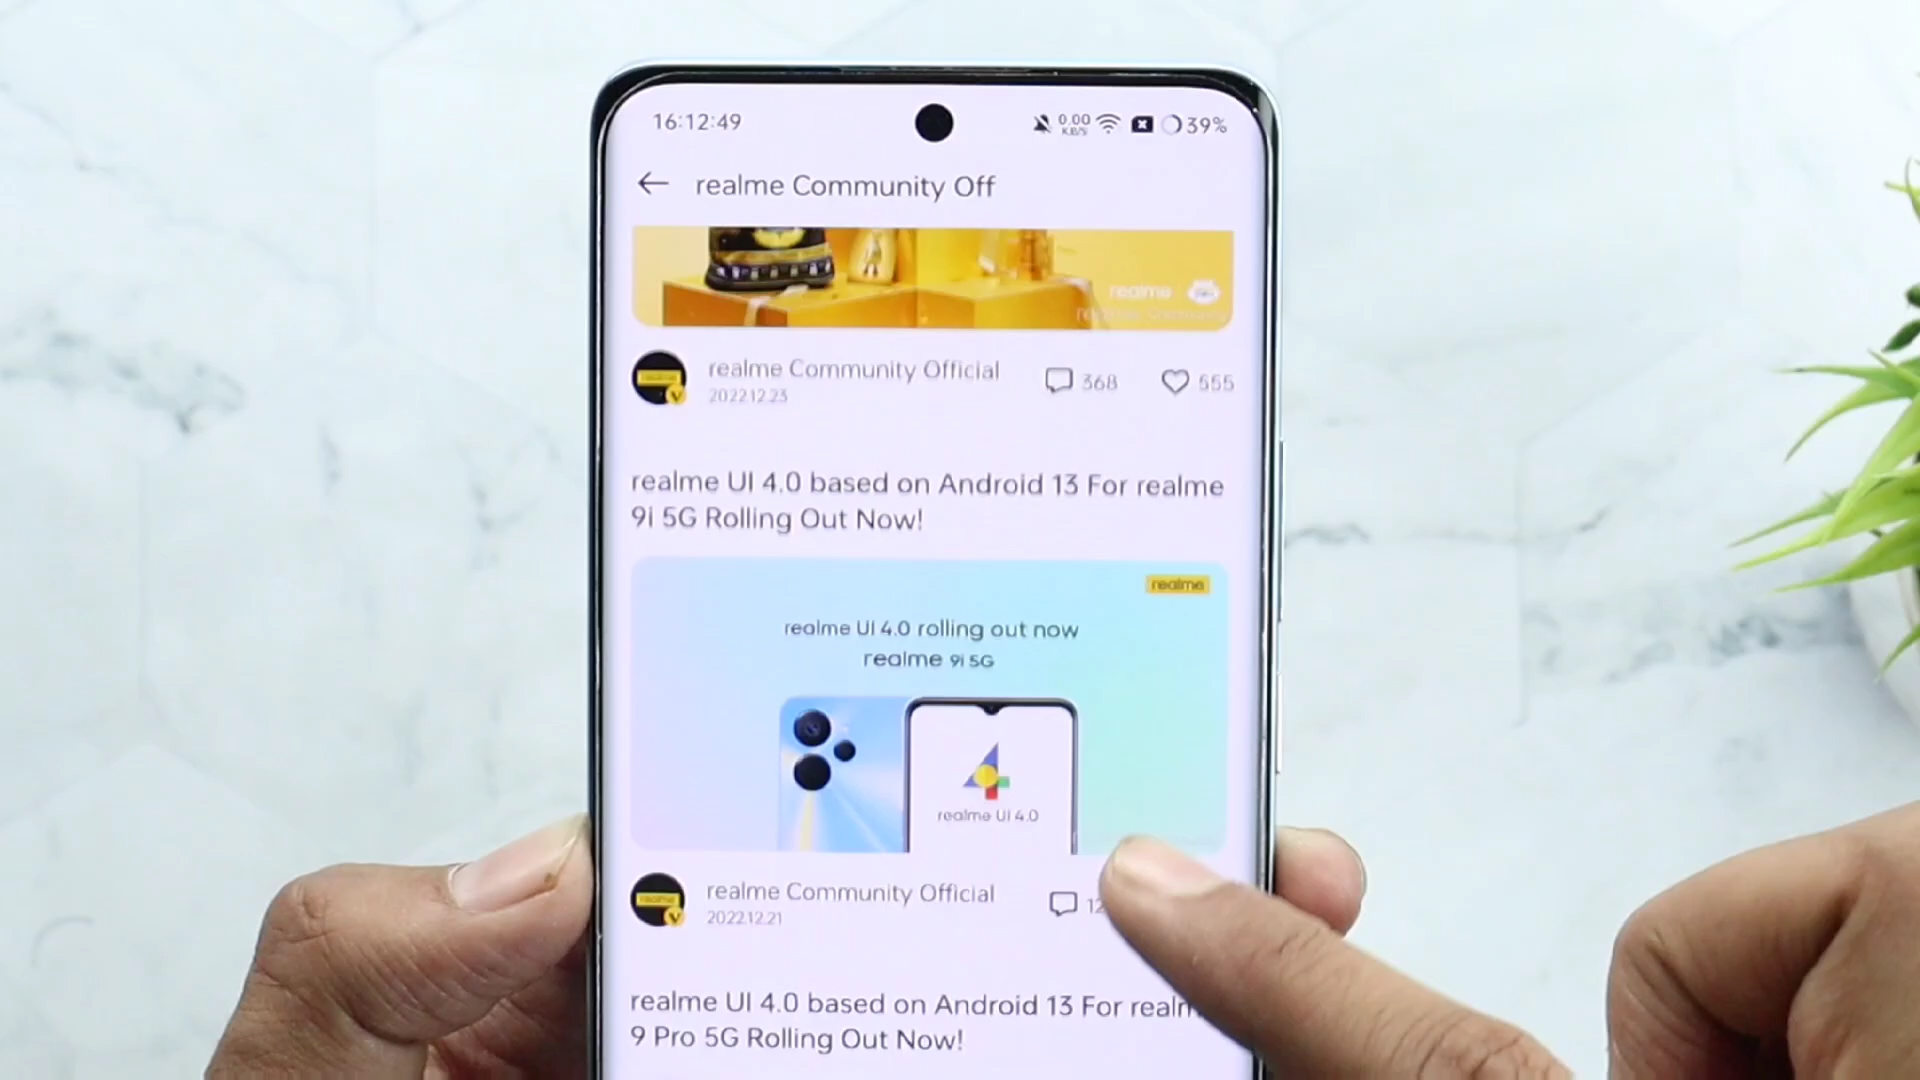 16:12:49
0.00
KB/S
39%
realme Community Off
realme
realme Community Official
368
555
2022.12.23
realme UI 4.0 based on Android 13 For realme
9i 5G Rolling Out Now!
realme
realme UI 4.0 rolling out now
realme 9i 5G
realme UI 4.0
realme Community Official
2022.12.21
realme UI 4.0 based on Android 13 For
9 Pro 5G Rolling Out Now!